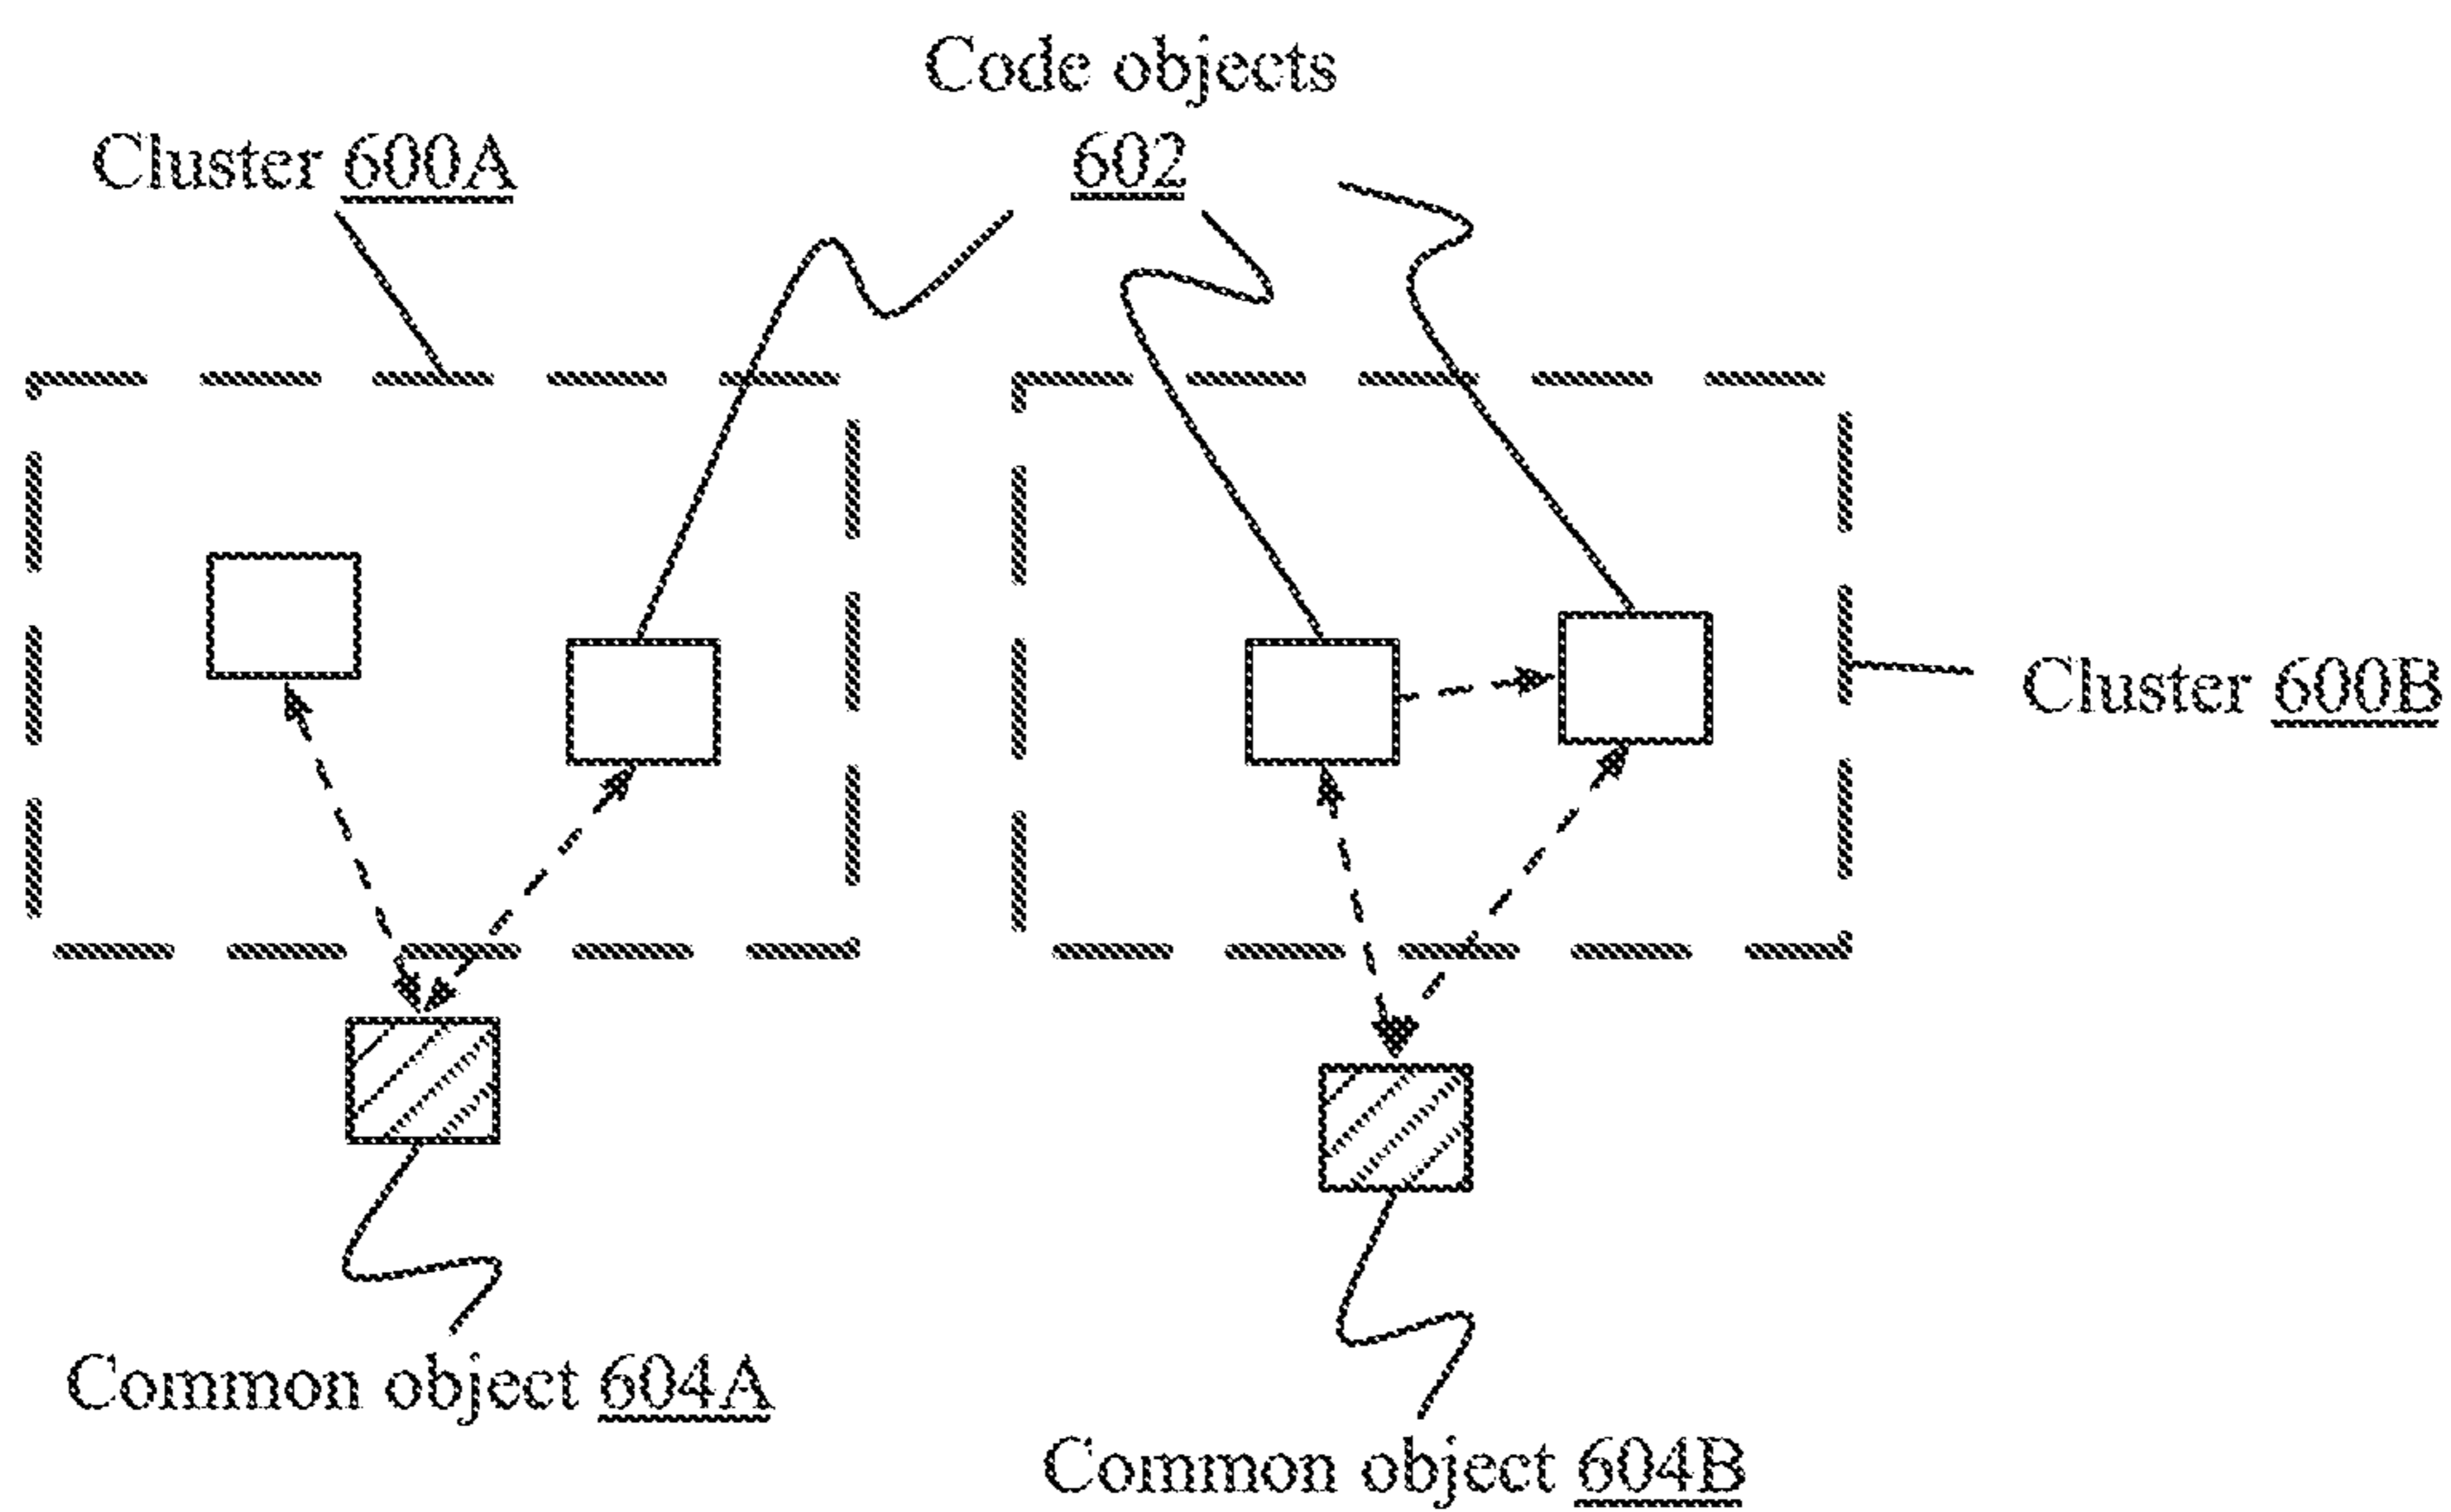 Code objects
602
Cluster 600A
Cluster 600B
Common object 604A
Common object 604B